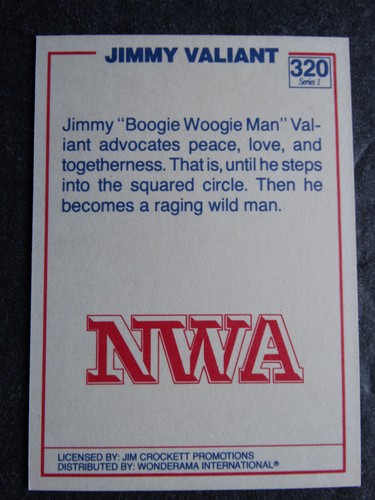 JIMMY VALIANT
320
Series 1
Jimmy "Boogie Woogie Man" Val-
iant advocates peace, love, and
togetherness. That is, until he steps
into the squared circle. Then he
becomes a raging wild man.
NWA
LICENSED BY: JIM CROCKETT PROMOTIONS
DISTRIBUTED BY: WONDERAMA INTERNATIONAL®